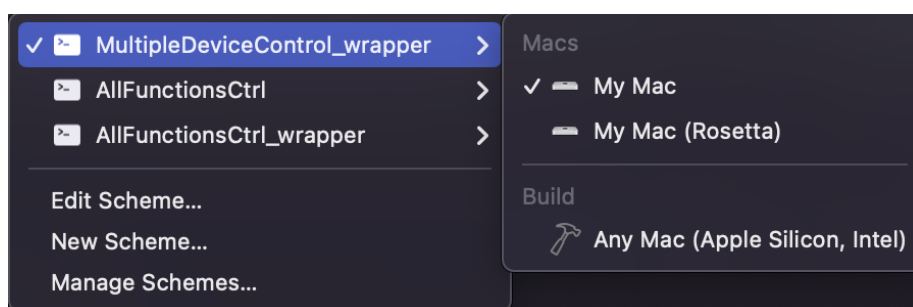 MultipleDeviceControl_wrapper
AllFunctionsCtrl
AllFunctionsCtrl_wrapper
Edit Scheme...
New Scheme...
Manage Schemes...
Macs
My Mac
My Mac (Rosetta)
Build
Any Mac (Apple Silicon, Intel)